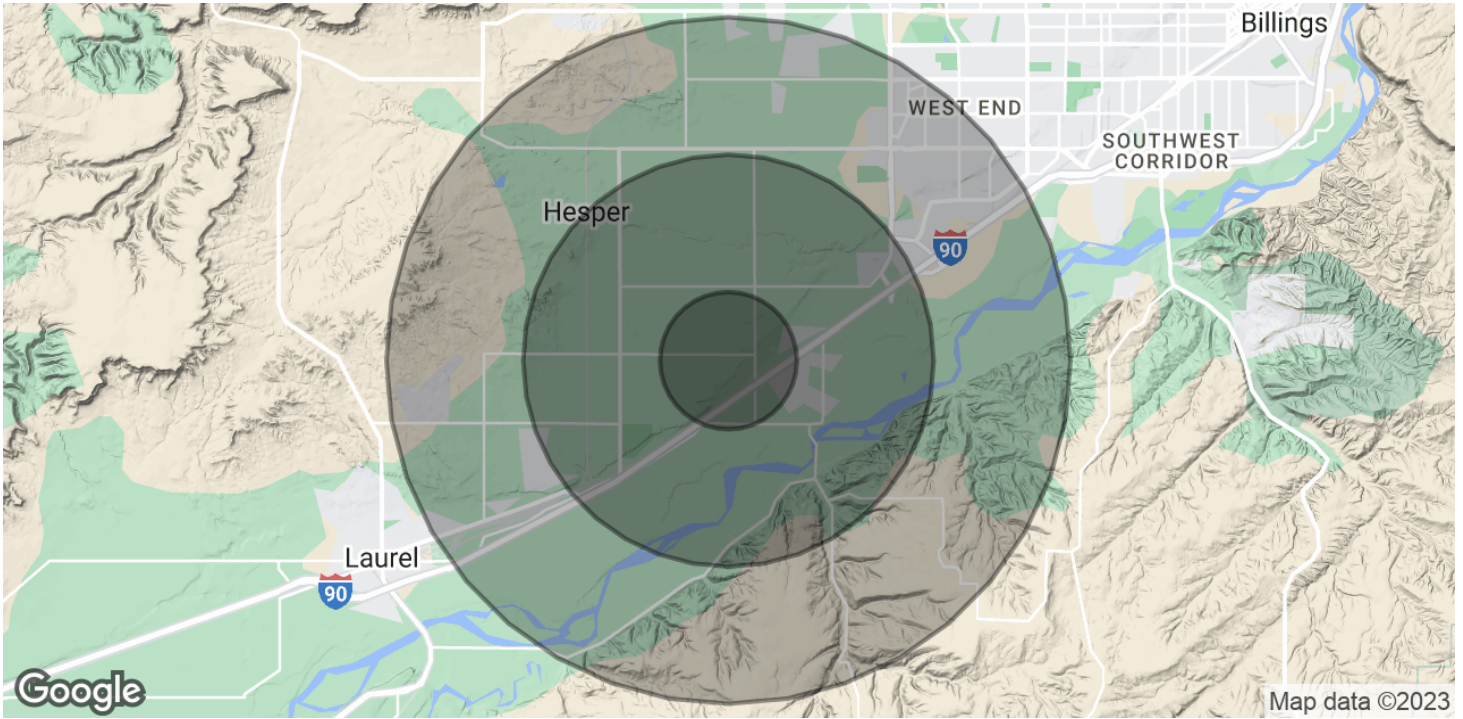 Billings
WEST END
SOUTHWEST
CORRIDOR
Hesper
90
Laurel
90
Google
Map data ©2023